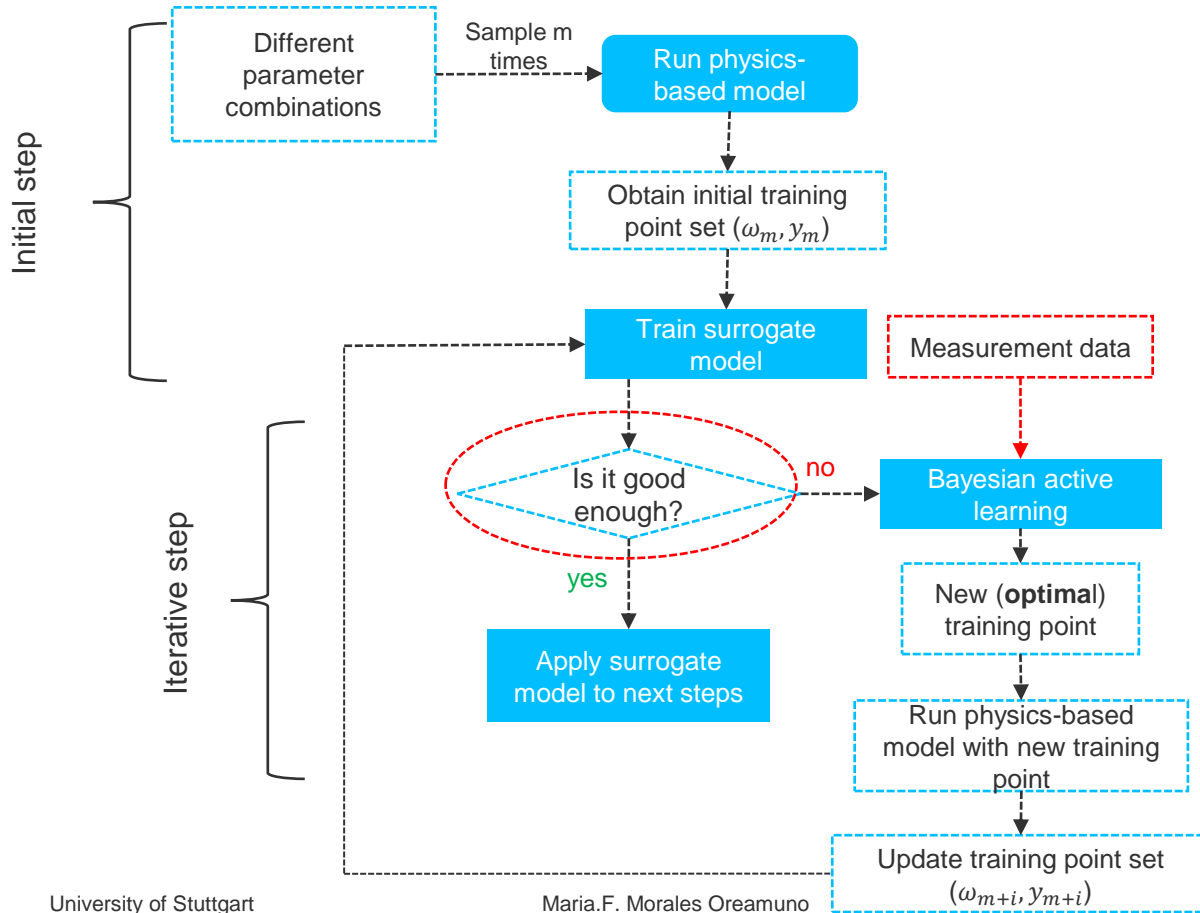 Initial step
Different
parameter
combinations
Sample m
times
Run physics-
based model
Obtain initial training
point set (𝜔𝑚, 𝑦𝑚)
Train surrogate
model
Measurement data
Iterative step
Is it good
enough?
no
yes
Bayesian active
learning
New (optimal)
training point
Apply surrogate
model to next steps
Run physics-based
model with new training
point
Update training point set
(𝜔𝑚+𝑖, 𝑦𝑚+𝑖)
University of Stuttgart
Maria.F. Morales Oreamuno